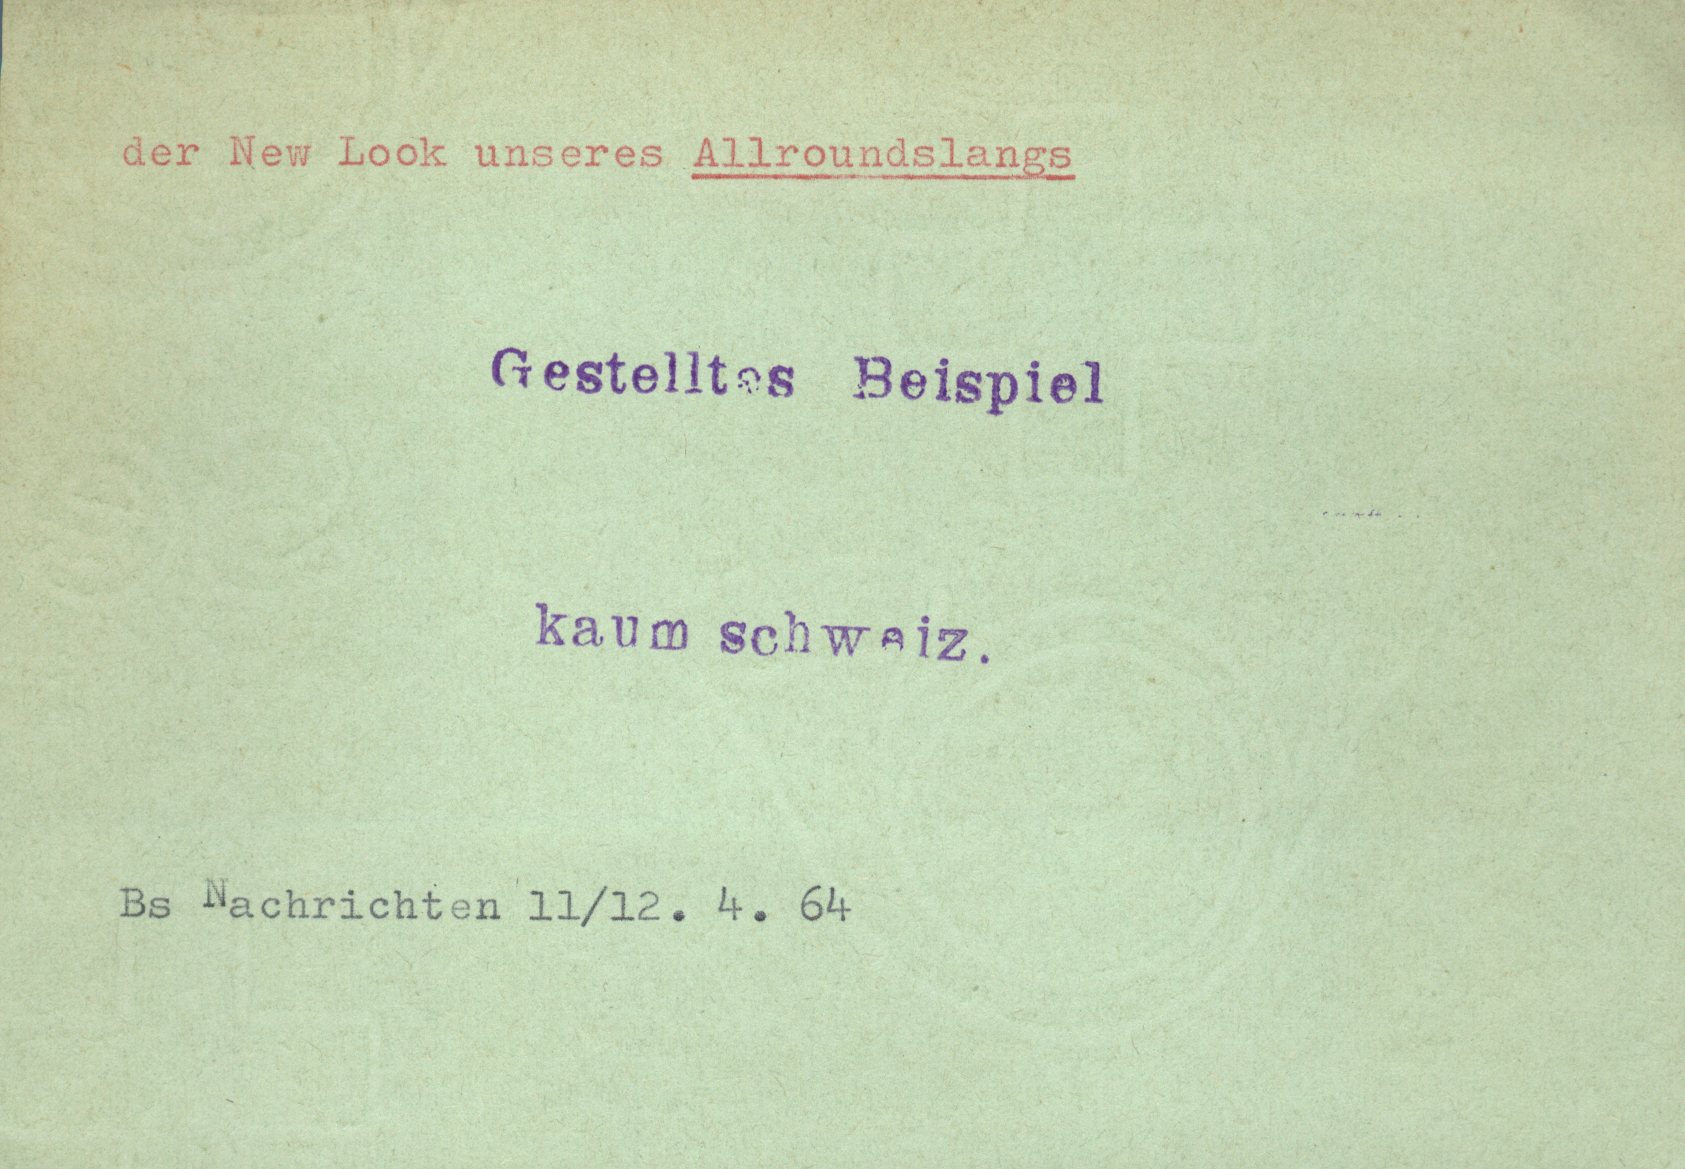 der New Look unseres Allroundslangs
Gestelltes Beispiel
kaum schweiz.
Bs Nachrichten 11/12. 4. 64